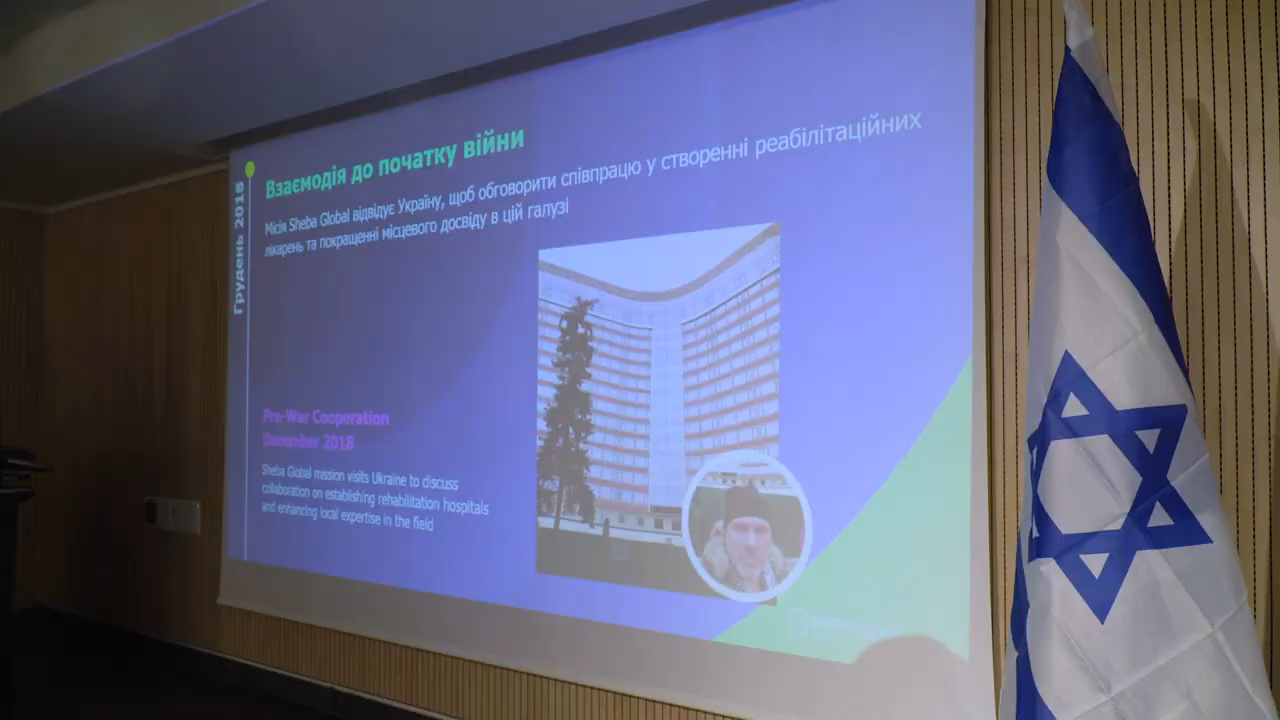 Грудень 2018
Взаємодія до початку війни
Місія Sheba Global відвідує Україну, щоб обговорити співпрацю у створенні реабілітаційних
лікарень та покращенні місцевого досвіду в цій галузі
Pre-War Cooperation
December 2018
Sheba Global mission visits Ukraine to discuss
collaboration on establishing rehabilitation hospitals
and enhancing local expertise in the field